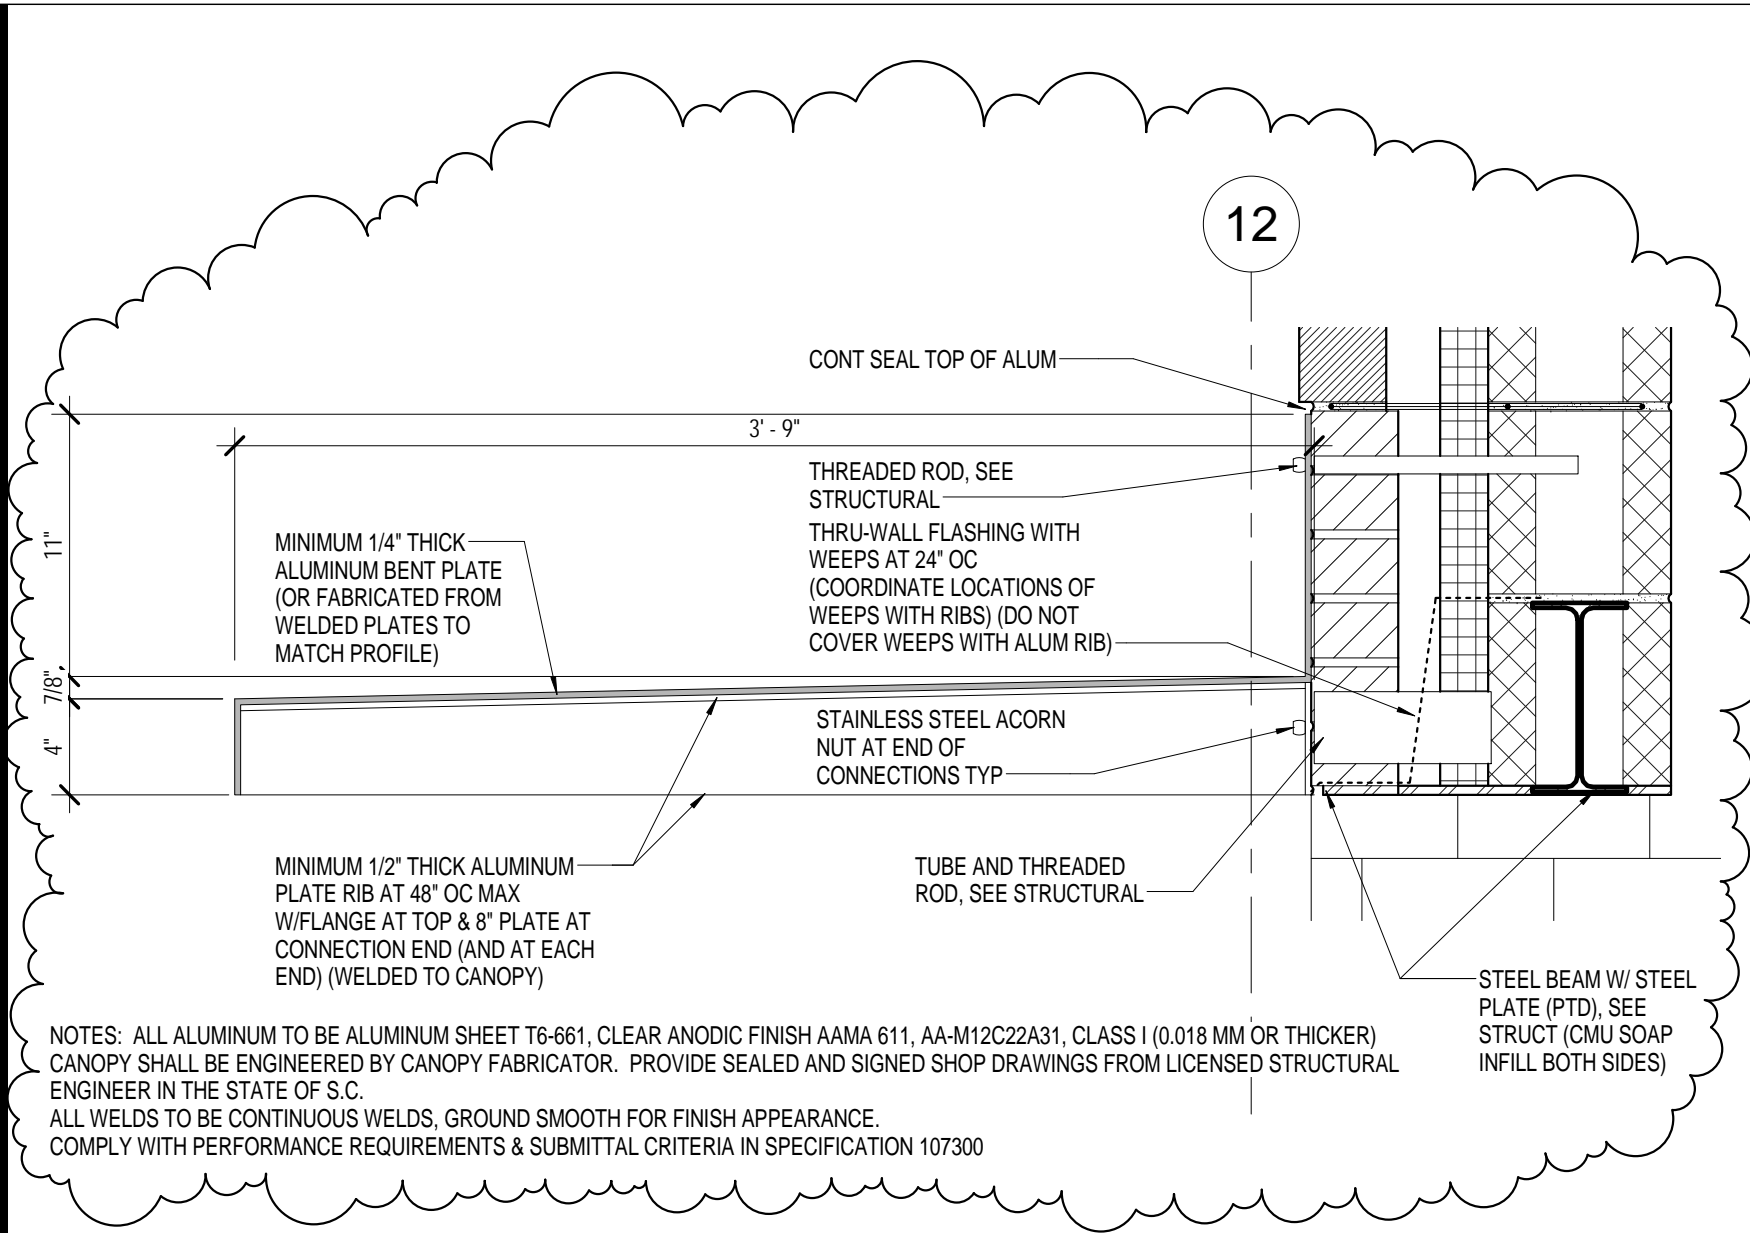 12
CONT SEAL TOP OF ALUM
3' - 9"
THREADED ROD, SEE
STRUCTURAL
THRU-WALL FLASHING WITH
WEEPS AT 24" OC
(COORDINATE LOCATIONS OF
WEEPS WITH RIBS) (DO NOT
COVER WEEPS WITH ALUM RIB)
11"
MINIMUM 1/4" THICK
ALUMINUM BENT PLATE
(OR FABRICATED FROM
WELDED PLATES TO
MATCH PROFILE)
7/8"
4"
STAINLESS STEEL ACORN
NUT AT END OF
CONNECTIONS TYP
MINIMUM 1/2" THICK ALUMINUM
PLATE RIB AT 48" OC MAX
W/FLANGE AT TOP & 8" PLATE AT
CONNECTION END (AND AT EACH
END) (WELDED TO CANOPY)
TUBE AND THREADED
ROD, SEE STRUCTURAL
STEEL BEAM W/ STEEL
PLATE (PTD), SEE
STRUCT (CMU SOAP
INFILL BOTH SIDES)
NOTES: ALL ALUMINUM TO BE ALUMINUM SHEET T6-661, CLEAR ANODIC FINISH AAMA 611, AA-M12C22A31, CLASS I (0.018 MM OR THICKER)
CANOPY SHALL BE ENGINEERED BY CANOPY FABRICATOR. PROVIDE SEALED AND SIGNED SHOP DRAWINGS FROM LICENSED STRUCTURAL
ENGINEER IN THE STATE OF S.C.
ALL WELDS TO BE CONTINUOUS WELDS, GROUND SMOOTH FOR FINISH APPEARANCE.
COMPLY WITH PERFORMANCE REQUIREMENTS & SUBMITTAL CRITERIA IN SPECIFICATION 107300